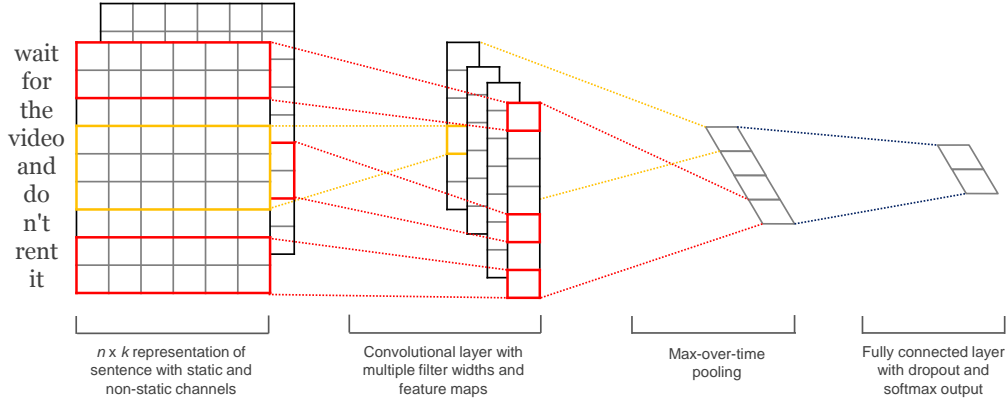 wait
for
the
video
and
do
n't
rent
it
n x k representation of
sentence with static and
non-static channels
Convolutional layer with
multiple filter widths and
feature maps
Max-over-time
pooling
Fully connected layer
with dropout and
softmax output